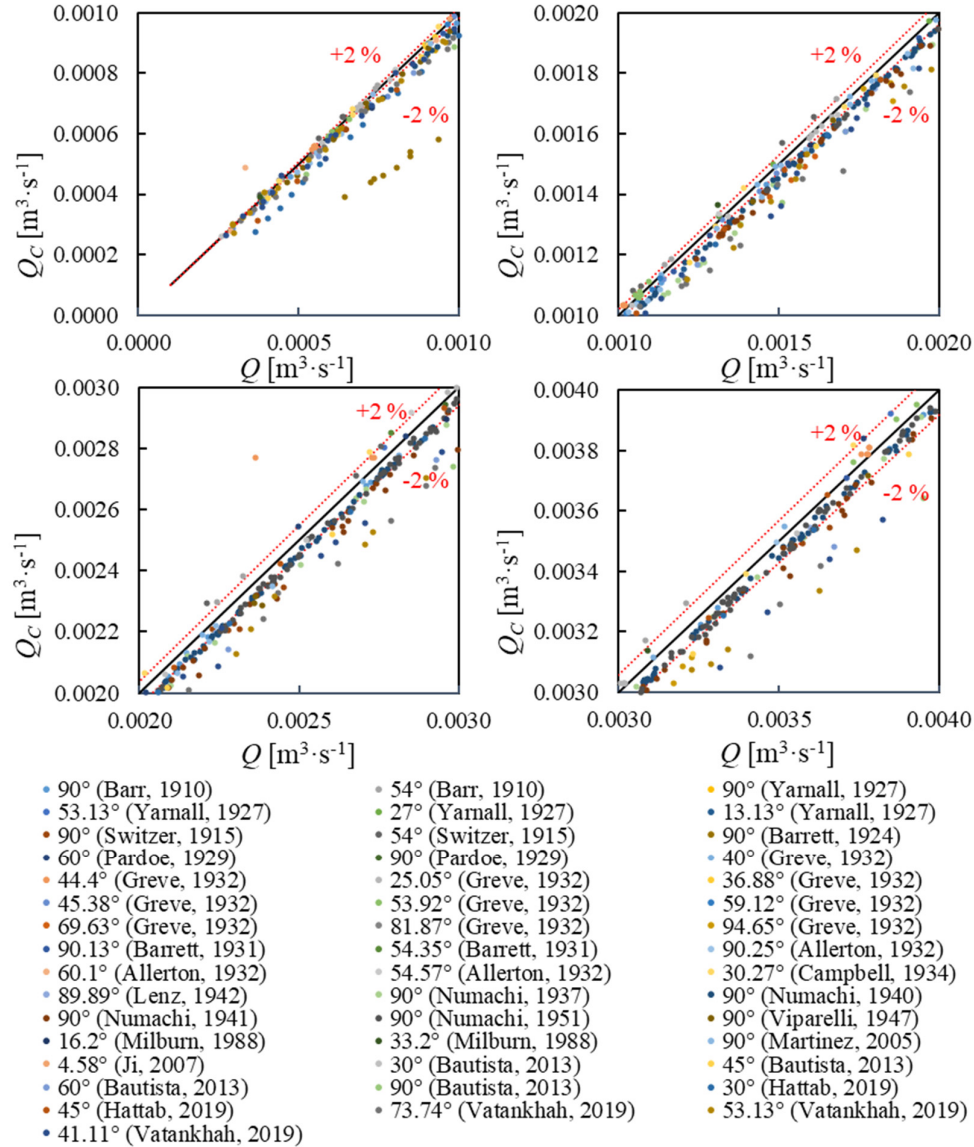 0.0010
0.0008
0.0006
0.0004
0.0002
0.0000
Q_C [m³·s⁻¹]
+2 %
-2 %
0.0000 0.0005 0.0010
Q [m³·s⁻¹]
0.0020
0.0018
0.0016
0.0014
0.0012
0.0010
Q_C [m³·s⁻¹]
+2 %
-2 %
0.0010 0.0015 0.0020
Q [m³·s⁻¹]
0.0030
0.0028
0.0026
0.0024
0.0022
0.0020
Q_C [m³·s⁻¹]
+2 %
-2 %
0.0020 0.0025 0.0030
Q [m³·s⁻¹]
0.0040
0.0038
0.0036
0.0034
0.0032
0.0030
Q_C [m³·s⁻¹]
+2 %
-2 %
0.0030 0.0035 0.0040
Q [m³·s⁻¹]
90° (Barr, 1910) 54° (Barr, 1910) 90° (Yarnall, 1927)
53.13° (Yarnall, 1927) 27° (Yarnall, 1927) 13.13° (Yarnall, 1927)
90° (Switzer, 1915) 54° (Switzer, 1915) 90° (Barrett, 1924)
60° (Pardoe, 1929) 90° (Pardoe, 1929) 40° (Greve, 1932)
44.4° (Greve, 1932) 25.05° (Greve, 1932) 36.88° (Greve, 1932)
45.38° (Greve, 1932) 53.92° (Greve, 1932) 59.12° (Greve, 1932)
69.63° (Greve, 1932) 81.87° (Greve, 1932) 94.65° (Greve, 1932)
90.13° (Barrett, 1931) 54.35° (Barrett, 1931) 90.25° (Allerton, 1932)
60.1° (Allerton, 1932) 54.57° (Allerton, 1932) 30.27° (Campbell, 1934)
89.89° (Lenz, 1942) 90° (Numachi, 1937) 90° (Numachi, 1940)
90° (Numachi, 1941) 90° (Numachi, 1951) 90° (Viparelli, 1947)
16.2° (Milburn, 1988) 33.2° (Milburn, 1988) 90° (Martinez, 2005)
4.58° (Ji, 2007) 30° (Bautista, 2013) 45° (Bautista, 2013)
60° (Bautista, 2013) 90° (Bautista, 2013) 30° (Hattab, 2019)
45° (Hattab, 2019) 73.74° (Vatankhah, 2019) 53.13° (Vatankhah, 2019)
41.11° (Vatankhah, 2019)